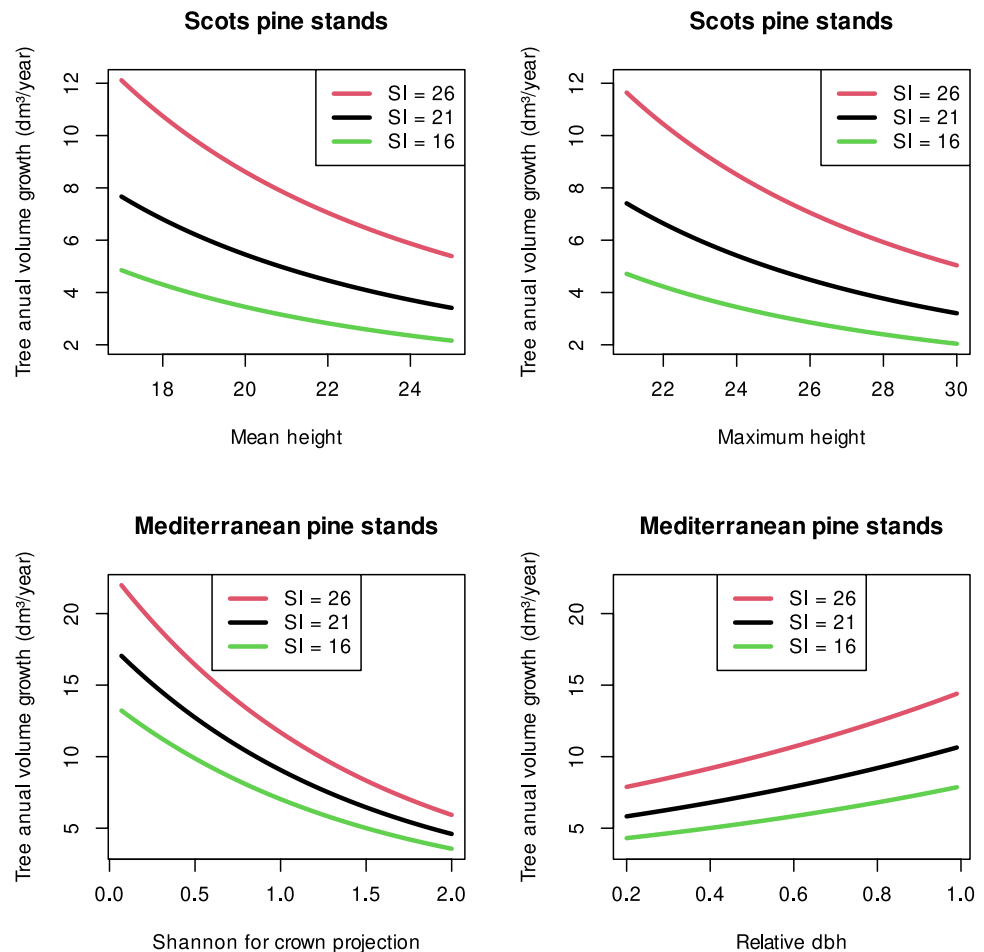 Scots pine stands
Tree anual volume growth (dm³/year)
12
10
8
6
4
2
SI = 26
SI = 21
SI = 16
18 20 22 24
Mean height
Scots pine stands
Tree anual volume growth (dm³/year)
12
10
8
6
4
2
SI = 26
SI = 21
SI = 16
22 24 26 28 30
Maximum height
Mediterranean pine stands
Tree anual volume growth (dm³/year)
20
15
10
5
SI = 26
SI = 21
SI = 16
0.0 0.5 1.0 1.5 2.0
Shannon for crown projection
Mediterranean pine stands
Tree anual volume growth (dm³/year)
20
15
10
5
SI = 26
SI = 21
SI = 16
0.2 0.4 0.6 0.8 1.0
Relative dbh